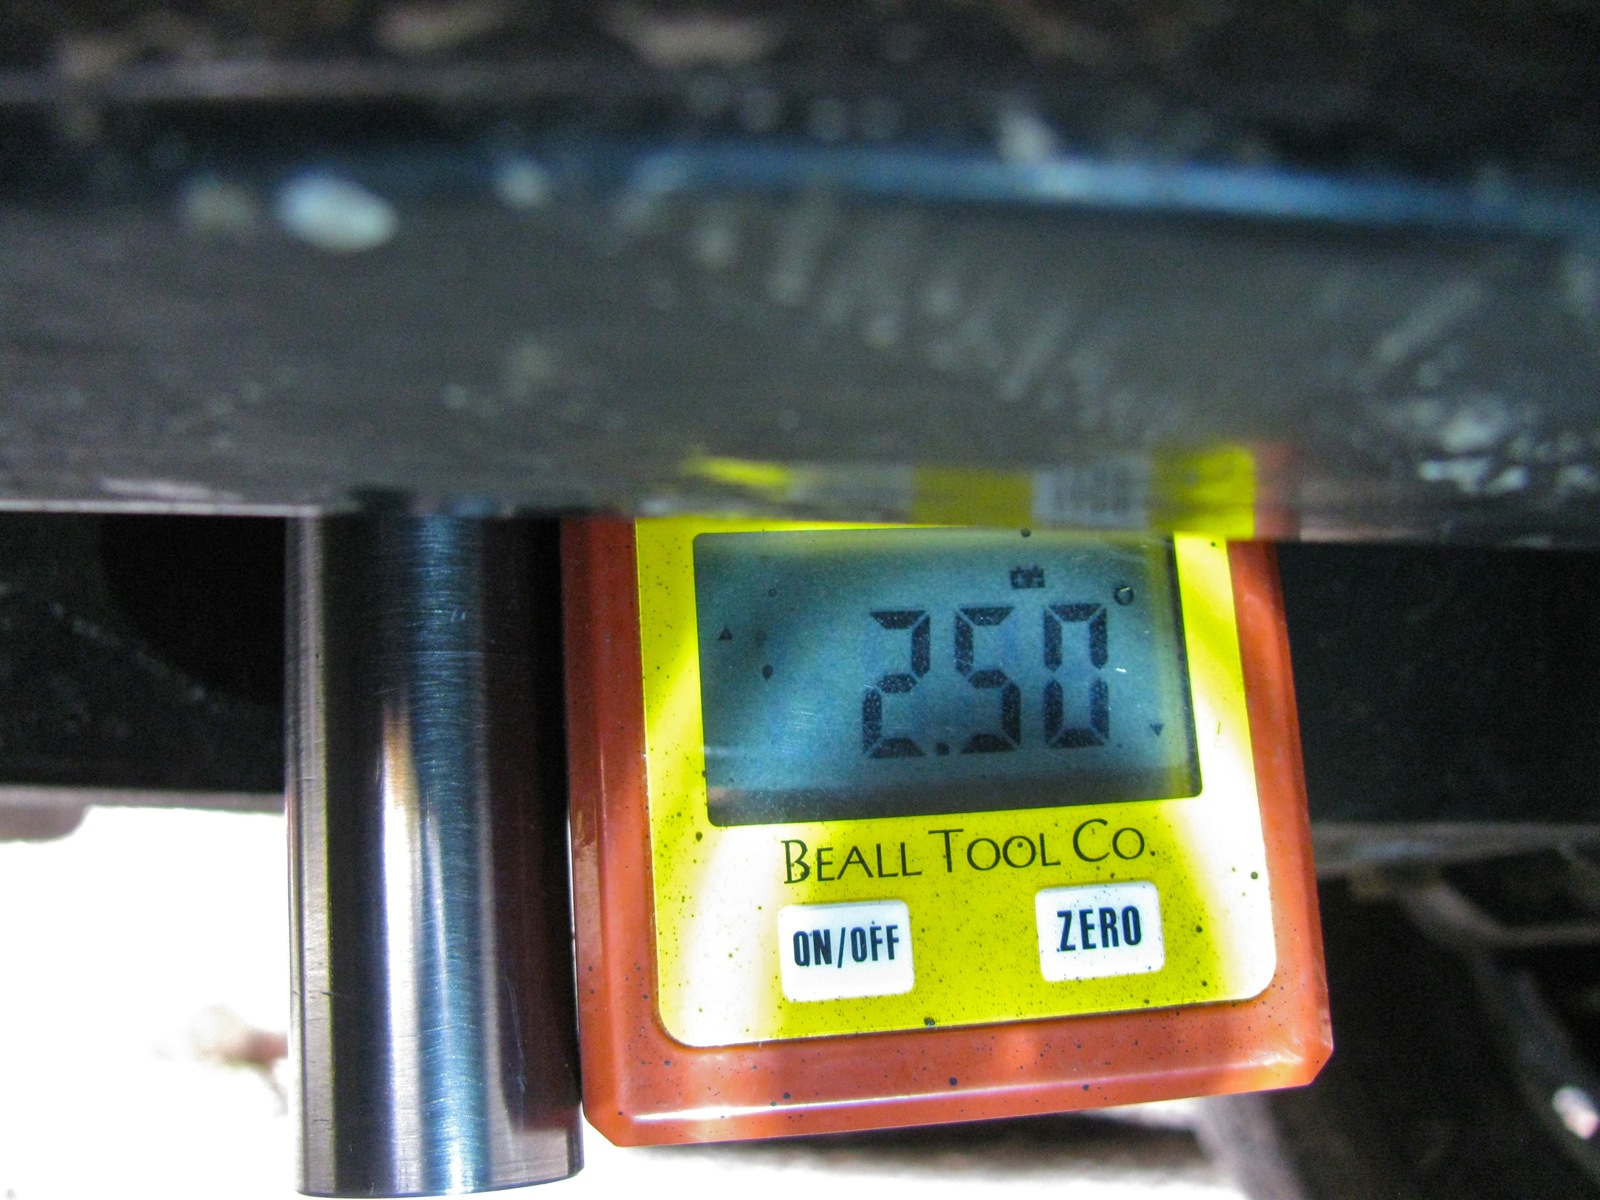 2.50
BEALL TOOL CO.
ON/OFF ZERO